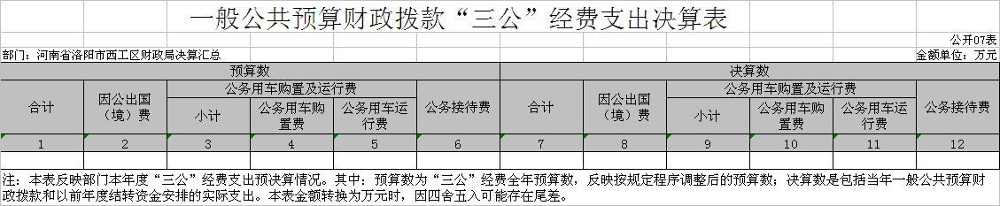 一般公共预算财政拨款“三公”经费支出决算表
公开07表
部门：河南省洛阳市西工区财政局决算汇总 金额单位：万元
预算数 决算数
合计 因公出国（境）费 公务用车购置及运行费 公务接待费 合计 因公出国（境）费 公务用车购置及运行费 公务接待费
小计 公务用车购置费 公务用车运行费 小计 公务用车购置费 公务用车运行费
1 2 3 4 5 6 7 8 9 10 11 12
注：本表反映部门本年度“三公”经费支出预决算情况。其中：预算数为“三公”经费全年预算数，反映按规定程序调整后的预算数；决算数是包括当年一般公共预算财
政拨款和以前年度结转资金安排的实际支出。本表金额转换为万元时，因四舍五入可能存在尾差。